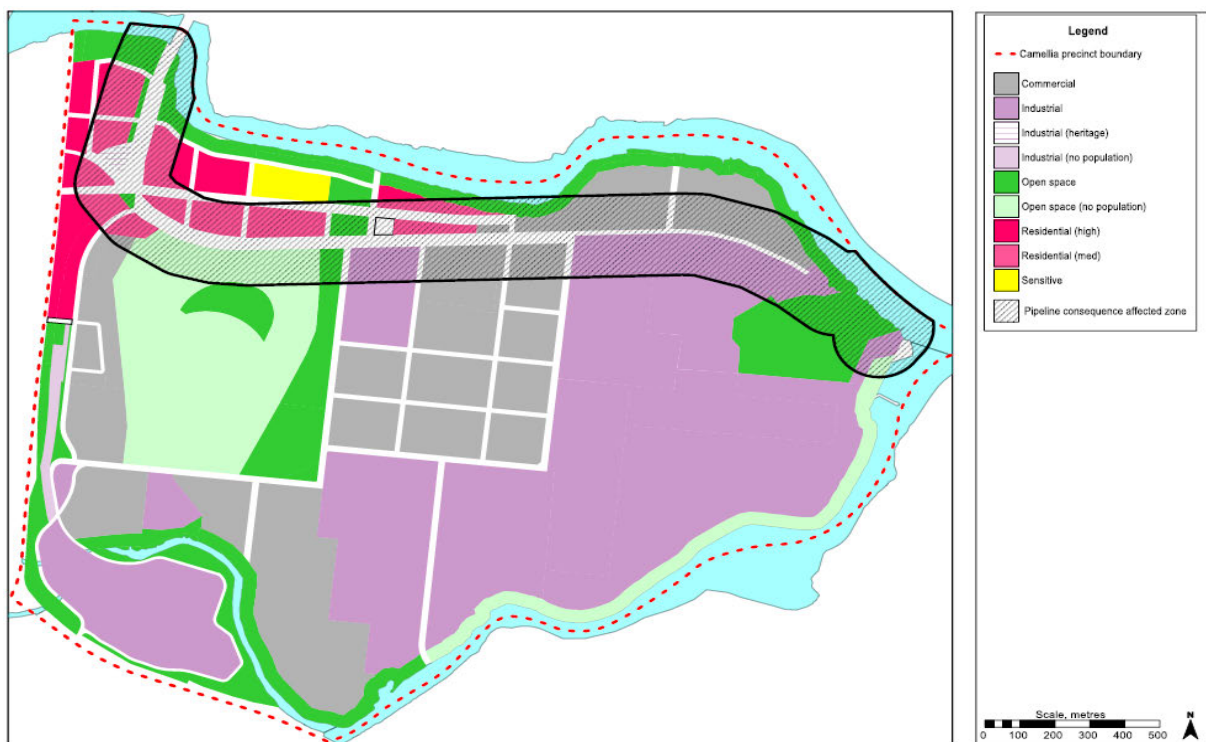 Legend
Camellia precinct boundary
Commercial
Industrial
Industrial (heritage)
Industrial (no population)
Open space
Open space (no population)
Residential (high)
Residential (med)
Sensitive
Pipeline consequence affected zone
Scale, metres
N
0 100 200 300 400 500